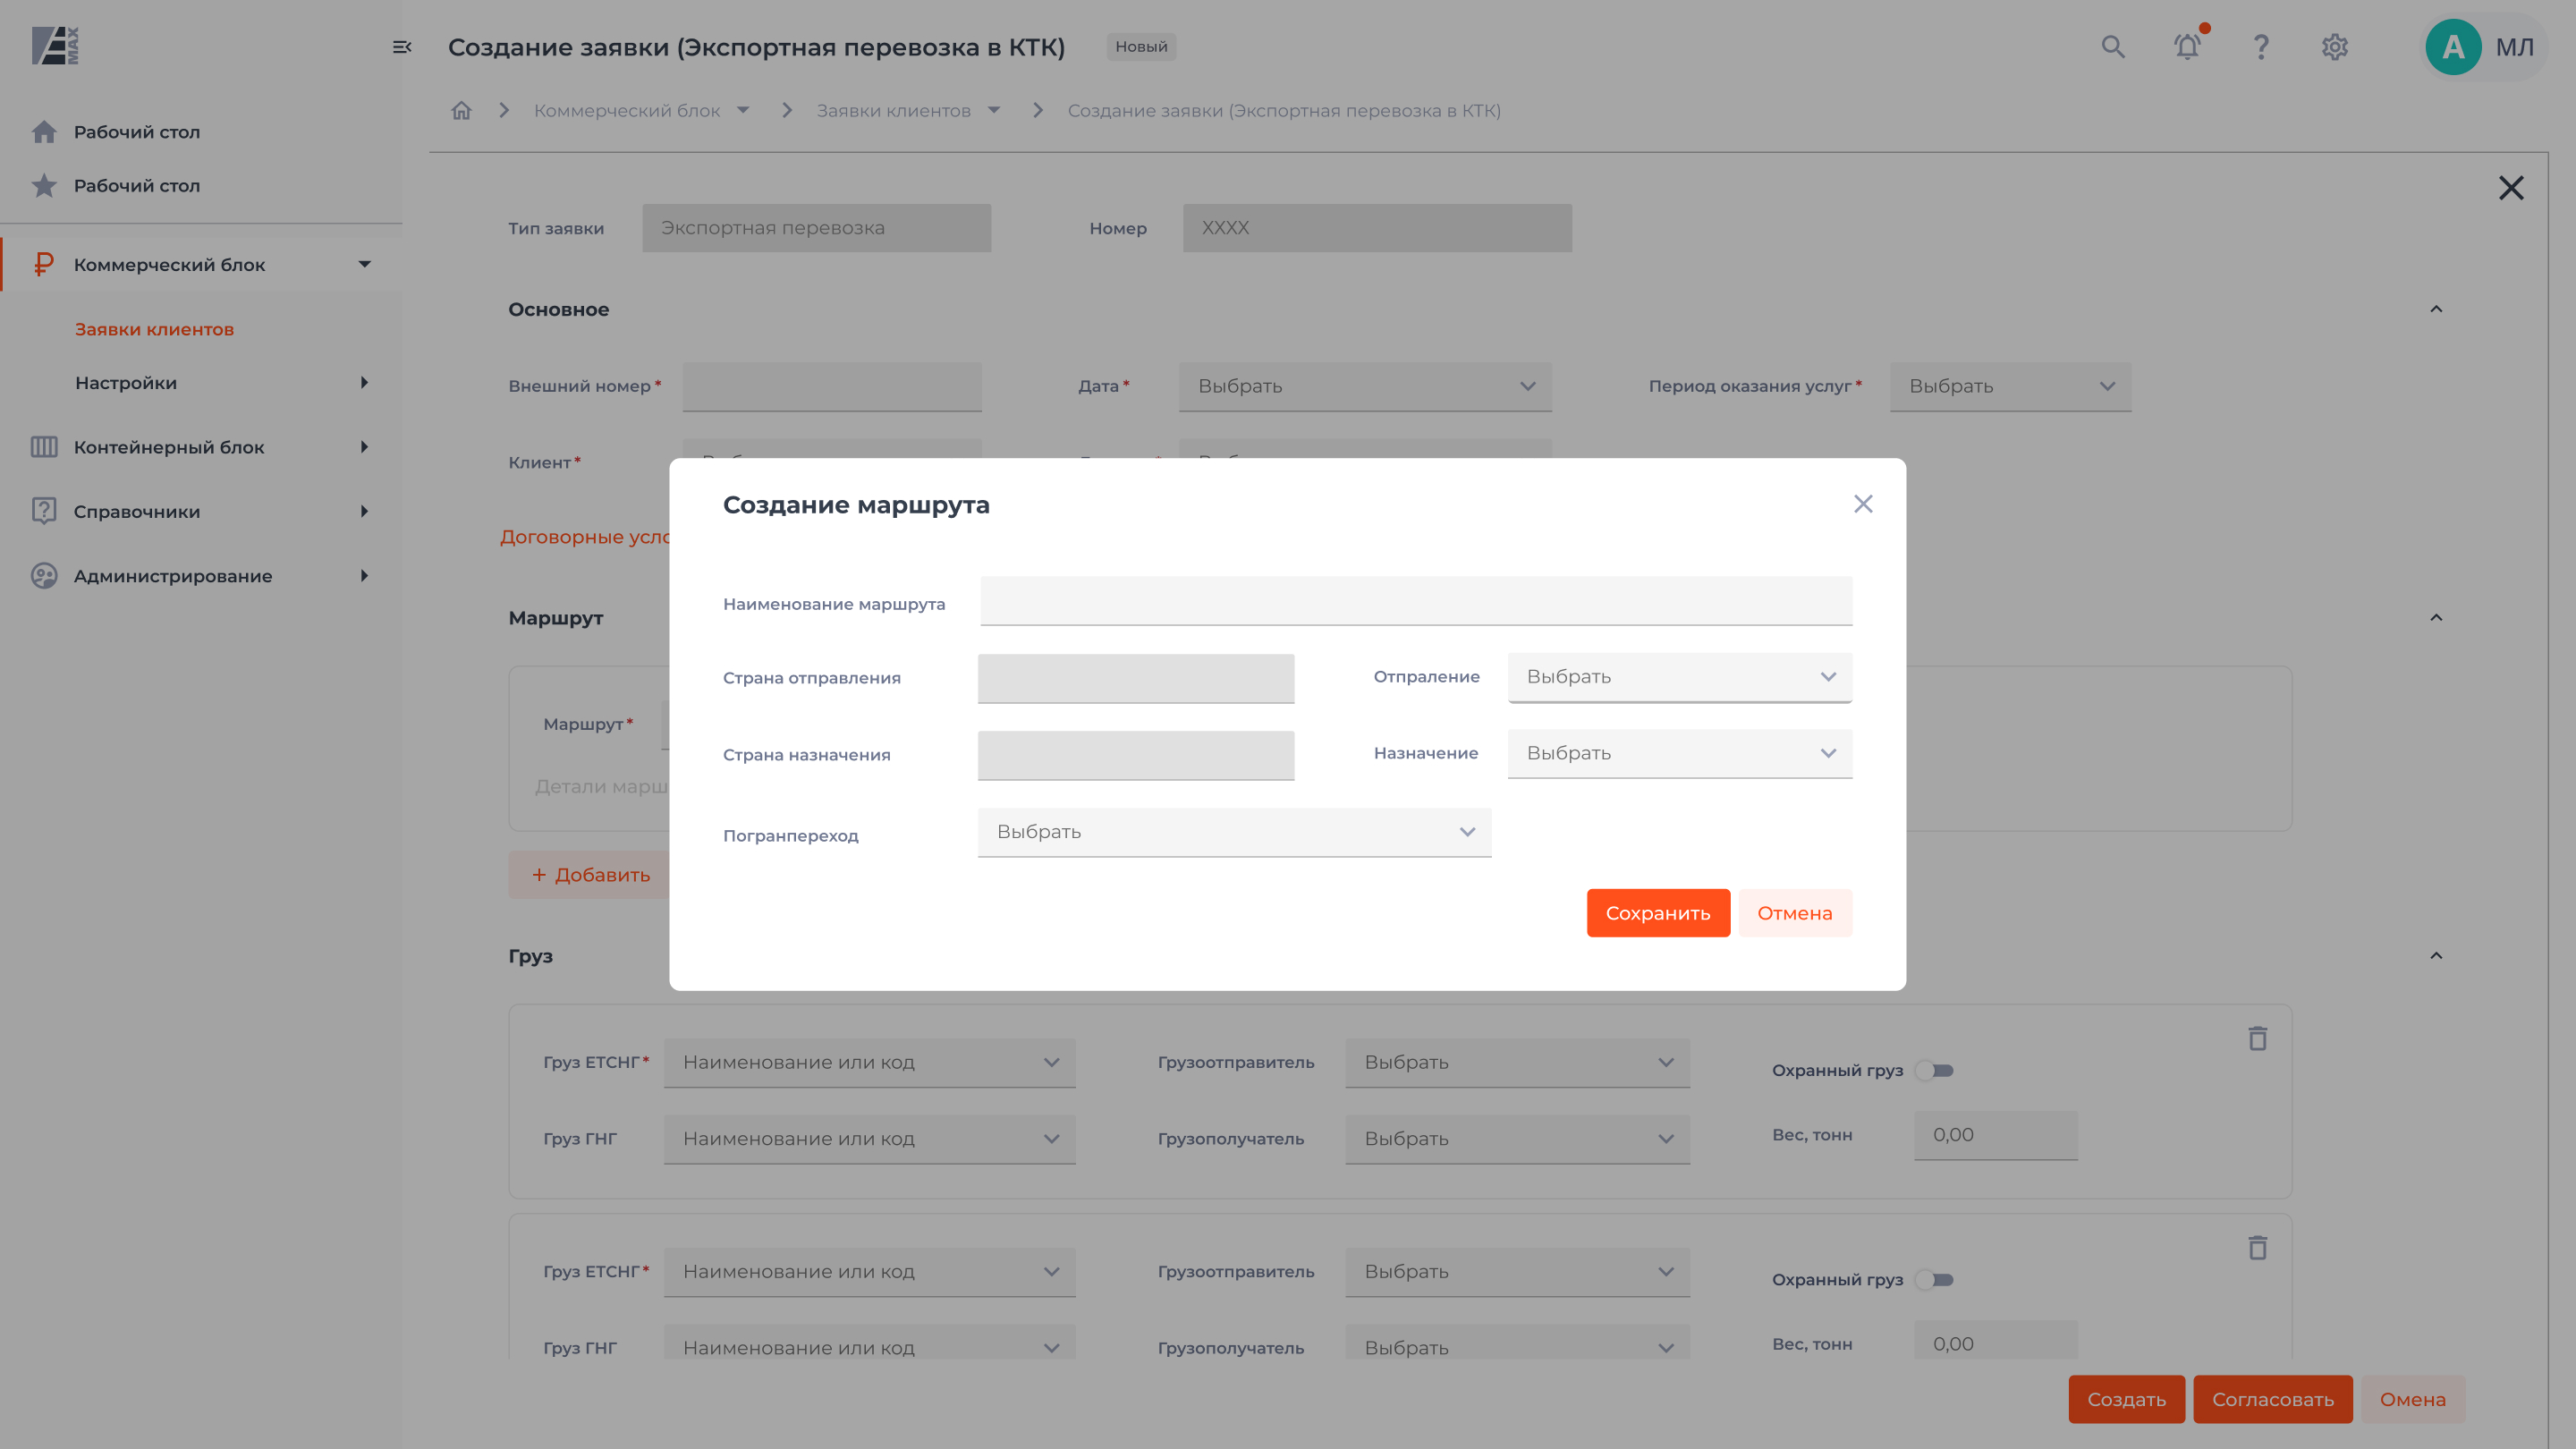 MAX
Создание заявки (Экспортная перевозка в КТК)
Новый
А
МЛ
Коммерческий блок
Заявки клиентов
Создание заявки (Экспортная перевозка в КТК)
Рабочий стол
Рабочий стол
Коммерческий блок
Заявки клиентов
Настройки
Контейнерный блок
Справочники
Администрирование
Тип заявки
Экспортная перевозка
Номер
XXXX
Основное
Внешний номер *
Дата *
Выбрать
Период оказания услуг *
Выбрать
Клиент *
Договорные усло
Маршрут
Маршрут *
Детали марш
+ Добавить
Создание маршрута
Наименование маршрута
Страна отправления
Отпраление
Выбрать
Страна назначения
Назначение
Выбрать
Погранпереход
Выбрать
Сохранить
Отмена
Груз
Груз ЕТСНГ *
Наименование или код
Грузоотправитель
Выбрать
Охранный груз
Груз ГНГ
Наименование или код
Грузополучатель
Выбрать
Вес, тонн
0,00
Груз ЕТСНГ *
Наименование или код
Грузоотправитель
Выбрать
Охранный груз
Груз ГНГ
Наименование или код
Грузополучатель
Выбрать
Вес, тонн
0,00
Создать
Согласовать
Омена